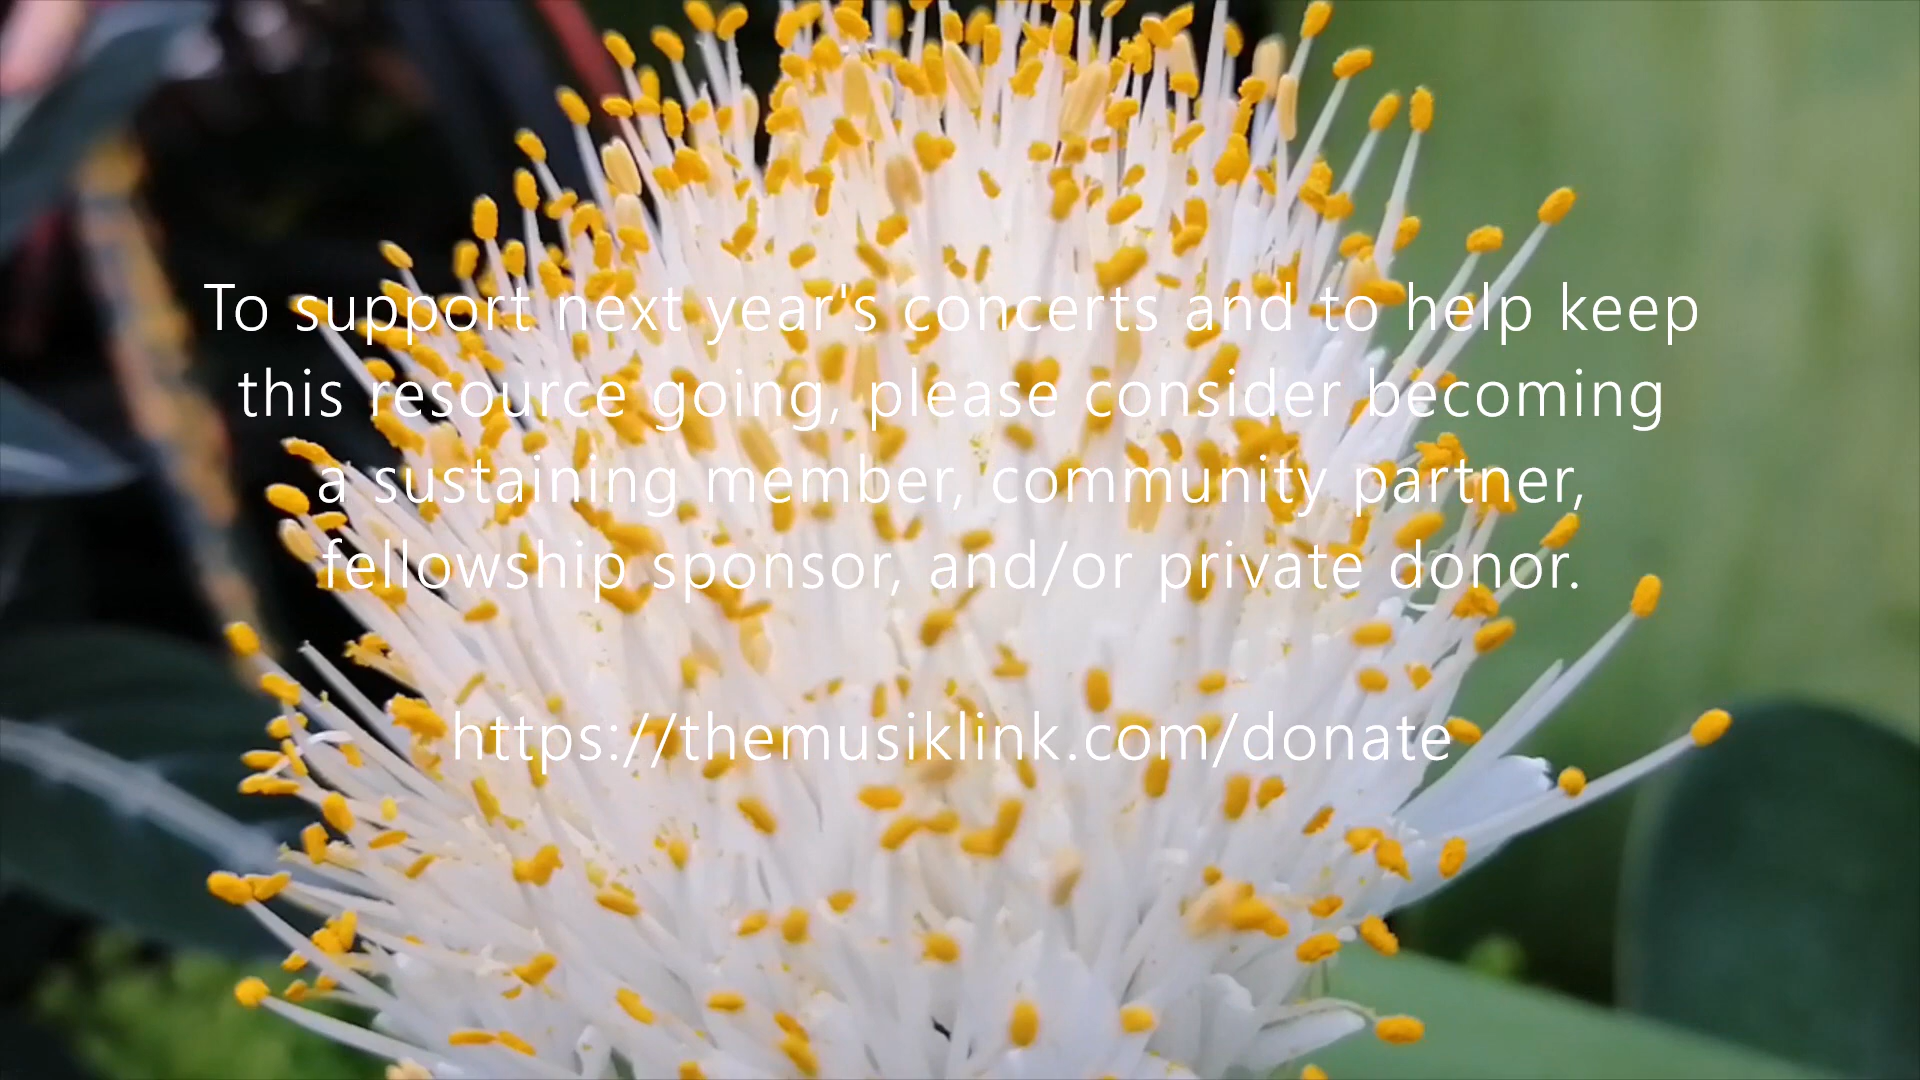 To support next year's concerts and to help keep
this resource going, please consider becoming
a sustaining member, community partner,
fellowship sponsor, and/or private donor.
https://themusiklink.com/donate